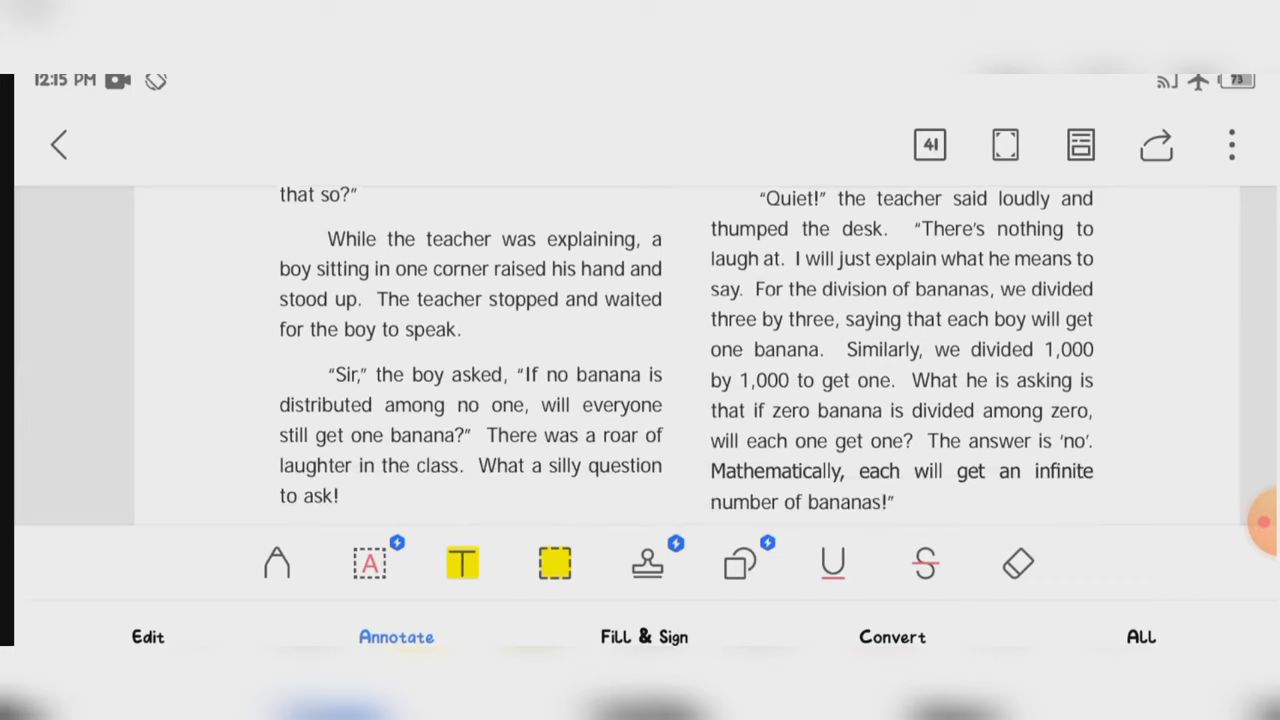 12:15 PM
73
41
that so?”
While the teacher was explaining, a
boy sitting in one corner raised his hand and
stood up. The teacher stopped and waited
for the boy to speak.
“Sir,” the boy asked, “If no banana is
distributed among no one, will everyone
still get one banana?” There was a roar of
laughter in the class. What a silly question
to ask!
“Quiet!” the teacher said loudly and
thumped the desk. “There’s nothing to
laugh at. I will just explain what he means to
say. For the division of bananas, we divided
three by three, saying that each boy will get
one banana. Similarly, we divided 1,000
by 1,000 to get one. What he is asking is
that if zero banana is divided among zero,
will each one get one? The answer is ‘no’.
Mathematically, each will get an infinite
number of bananas!”
A T U S
Edit Annotate Fill & Sign Convert All